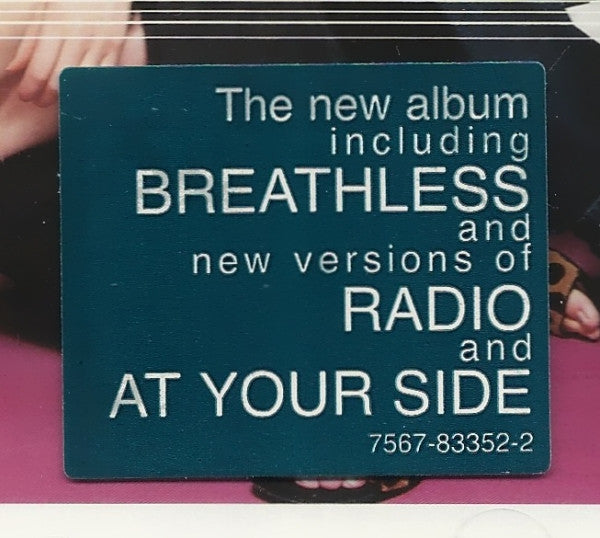 The new album
including
BREATHLESS
and
new versions of
RADIO
and
AT YOUR SIDE
7567-83352-2